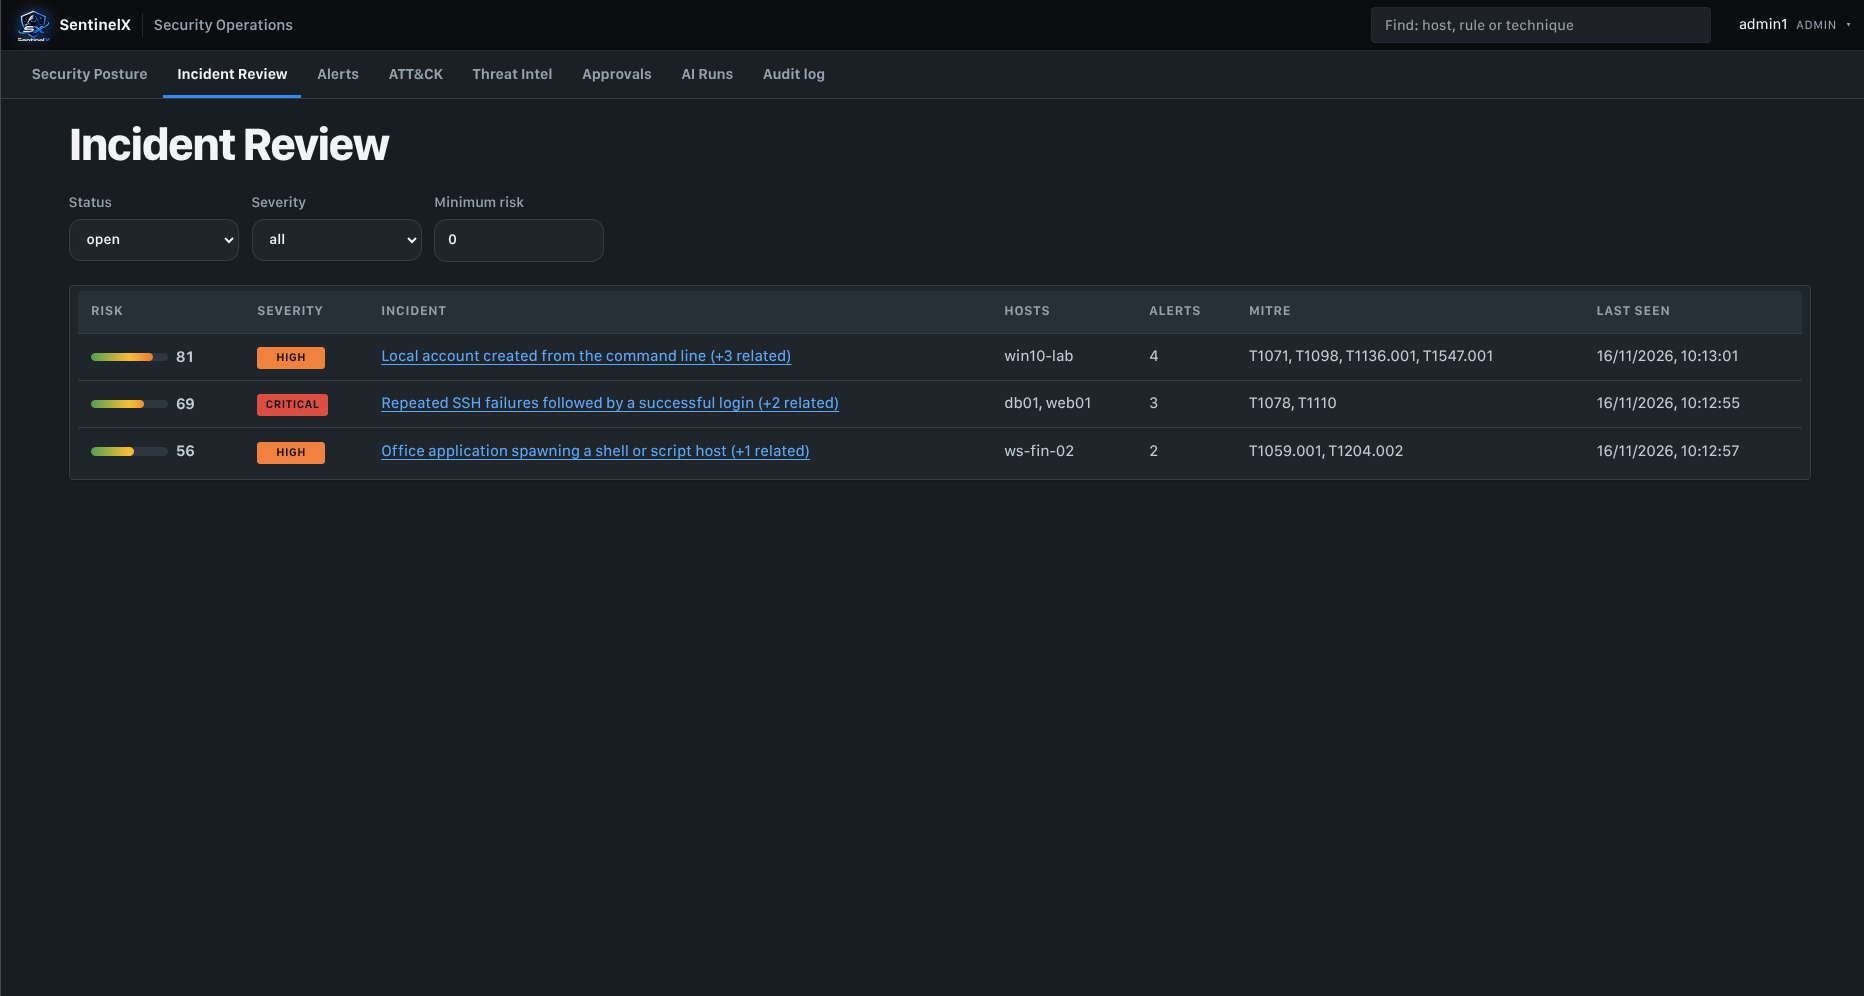 SentinelX Security Operations Find: host, rule or technique admin1 ADMIN
SentinelX
Security Posture Incident Review Alerts ATT&CK Threat Intel Approvals AI Runs Audit log
Incident Review
Status Severity Minimum risk
open all 0
RISK SEVERITY INCIDENT HOSTS ALERTS MITRE LAST SEEN
81 HIGH Local account created from the command line (+3 related) win10-lab 4 T1071, T1098, T1136.001, T1547.001 16/11/2026, 10:13:01
69 CRITICAL Repeated SSH failures followed by a successful login (+2 related) db01, web01 3 T1078, T1110 16/11/2026, 10:12:55
56 HIGH Office application spawning a shell or script host (+1 related) ws-fin-02 2 T1059.001, T1204.002 16/11/2026, 10:12:57